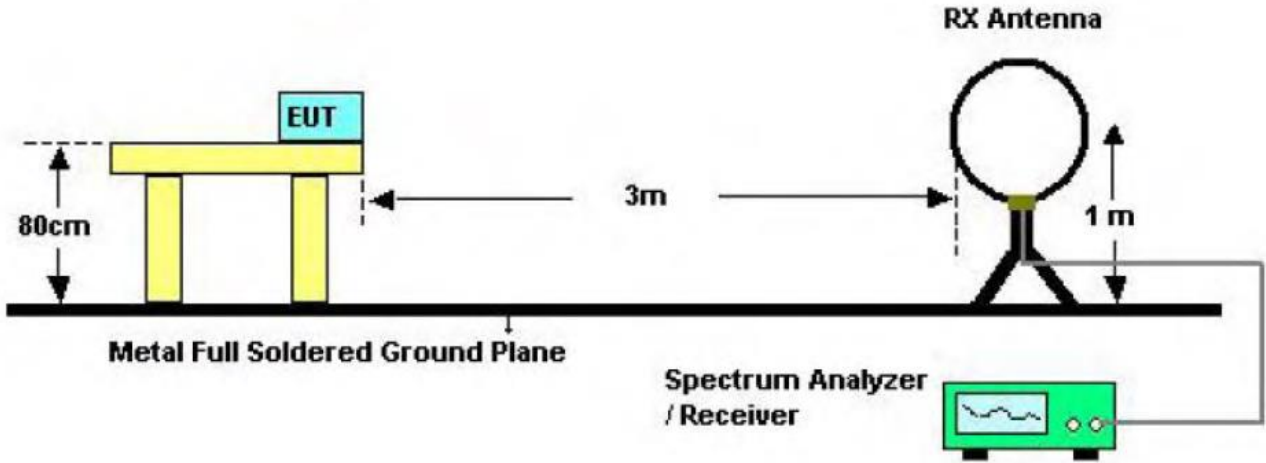 RX Antenna
EUT
3m
80cm
1 m
Metal Full Soldered Ground Plane
Spectrum Analyzer
/ Receiver